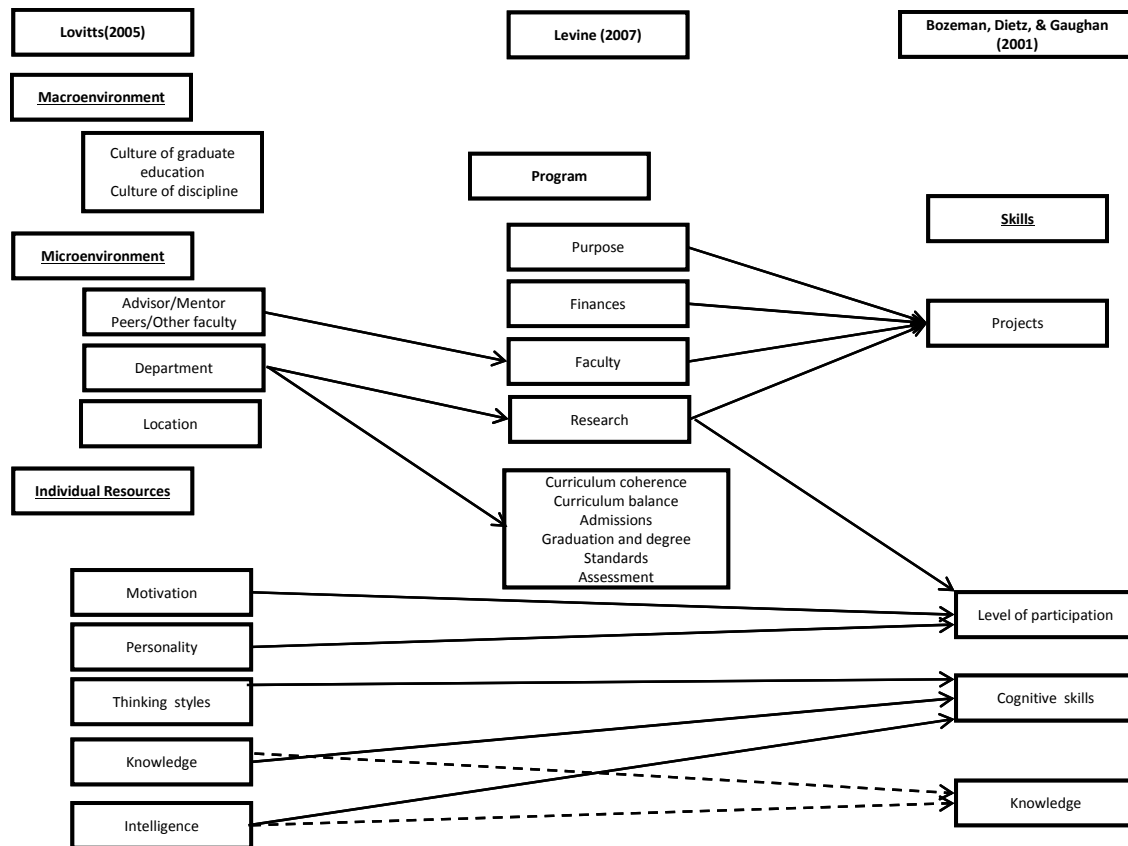 Lovitts(2005)
Macroenvironment
Culture of graduate
education
Culture of discipline
Microenvironment
Advisor/Mentor
Peers/Other faculty
Department
Location
Individual Resources
Motivation
Personality
Thinking styles
Knowledge
Intelligence
Levine (2007)
Program
Purpose
Finances
Faculty
Research
Curriculum coherence
Curriculum balance
Admissions
Graduation and degree
Standards
Assessment
Bozeman, Dietz, & Gaughan
(2001)
Skills
Projects
Level of participation
Cognitive skills
Knowledge